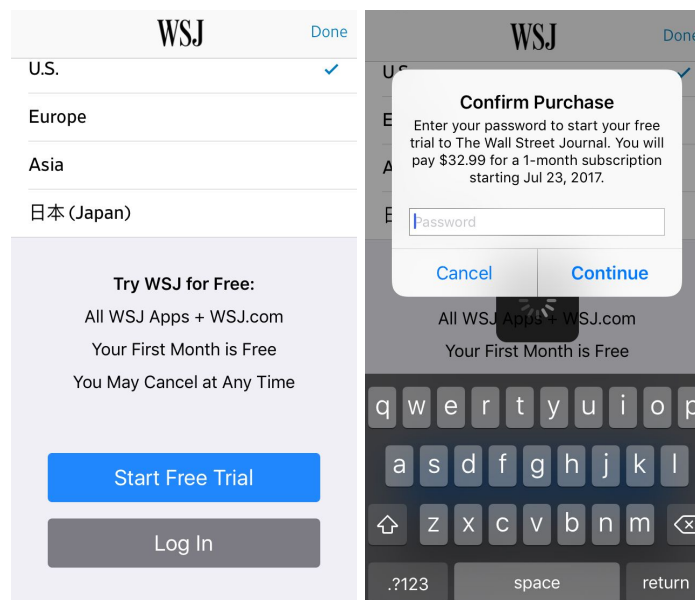 WSJ
Done
U.S.
Europe
Asia
日本 (Japan)
Try WSJ for Free:
All WSJ Apps + WSJ.com
Your First Month is Free
You May Cancel at Any Time
Start Free Trial
Log In
WSJ
Done
U.S.
Confirm Purchase
Enter your password to start your free
trial to The Wall Street Journal. You will
pay $32.99 for a 1-month subscription
starting Jul 23, 2017.
Password
Cancel
Continue
All WSJ Apps + WSJ.com
Your First Month is Free
q w e r t y u i o p
a s d f g h j k l
z x c v b n m
.?123 space return